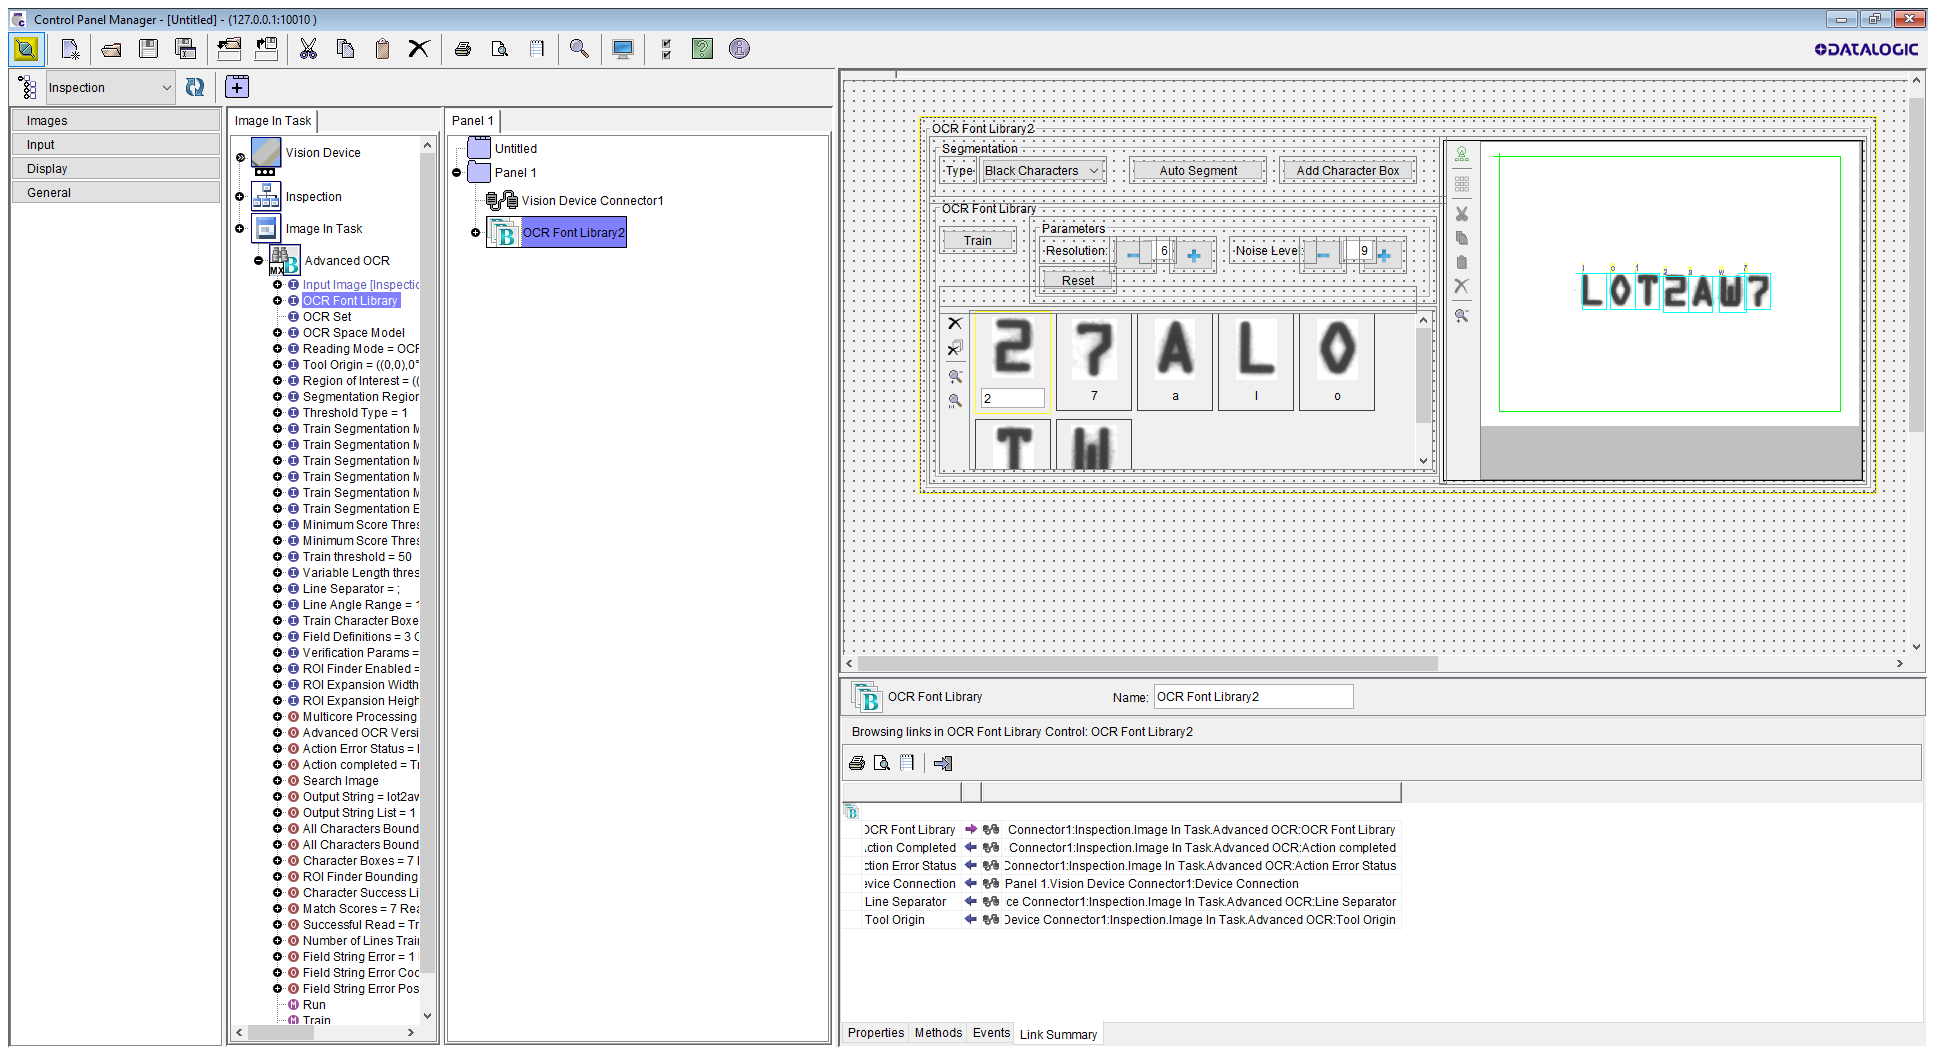 Control Panel Manager - [Untitled] - (127.0.0.1:10010 )
DATALOGIC
Inspection
Images
Input
Display
General
Image In Task
Vision Device
Inspection
Image In Task
Advanced OCR
Input Image [Inspectic
OCR Font Library
OCR Set
OCR Space Model
Reading Mode = OCF
Tool Origin = ((0,0),0°
Region of Interest = ((
Segmentation Region
Threshold Type = 1
Train Segmentation M
Train Segmentation M
Train Segmentation M
Train Segmentation M
Train Segmentation M
Train Segmentation E
Minimum Score Thres
Minimum Score Thres
Train threshold = 50
Variable Length thres
Line Separator = ;
Line Angle Range = 1
Train Character Boxe
Field Definitions = 3 C
Verification Params =
ROI Finder Enabled =
ROI Expansion Width
ROI Expansion Heigh
Multicore Processing
Advanced OCR Versi
Action Error Status = I
Action completed = Tr
Search Image
Output String = lot2aw
Output String List = 1
All Characters Bound
All Characters Bound
Character Boxes = 7 I
ROI Finder Bounding
Character Success Li
Match Scores = 7 Rea
Successful Read = Tr
Number of Lines Train
Field String Error = 1
Field String Error Coc
Field String Error Pos
Run
Train
Panel 1
Untitled
Panel 1
Vision Device Connector1
OCR Font Library2
OCR Font Library2
Segmentation
Type
Black Characters
Auto Segment
Add Character Box
OCR Font Library
Train
Parameters
Resolution: 6
Noise Level: 9
Reset
2 7 A L O
2 7 a l o
T W
l o t 2 a w 7
LOT2AW7
OCR Font Library
Name: OCR Font Library2
Browsing links in OCR Font Library Control: OCR Font Library2
OCR Font Library Connector1:Inspection.Image In Task.Advanced OCR:OCR Font Library
Action Completed Connector1:Inspection.Image In Task.Advanced OCR:Action completed
ction Error Status Connector1:Inspection.Image In Task.Advanced OCR:Action Error Status
evice Connection Panel 1.Vision Device Connector1:Device Connection
Line Separator ce Connector1:Inspection.Image In Task.Advanced OCR:Line Separator
Tool Origin Device Connector1:Inspection.Image In Task.Advanced OCR:Tool Origin
Properties Methods Events Link Summary